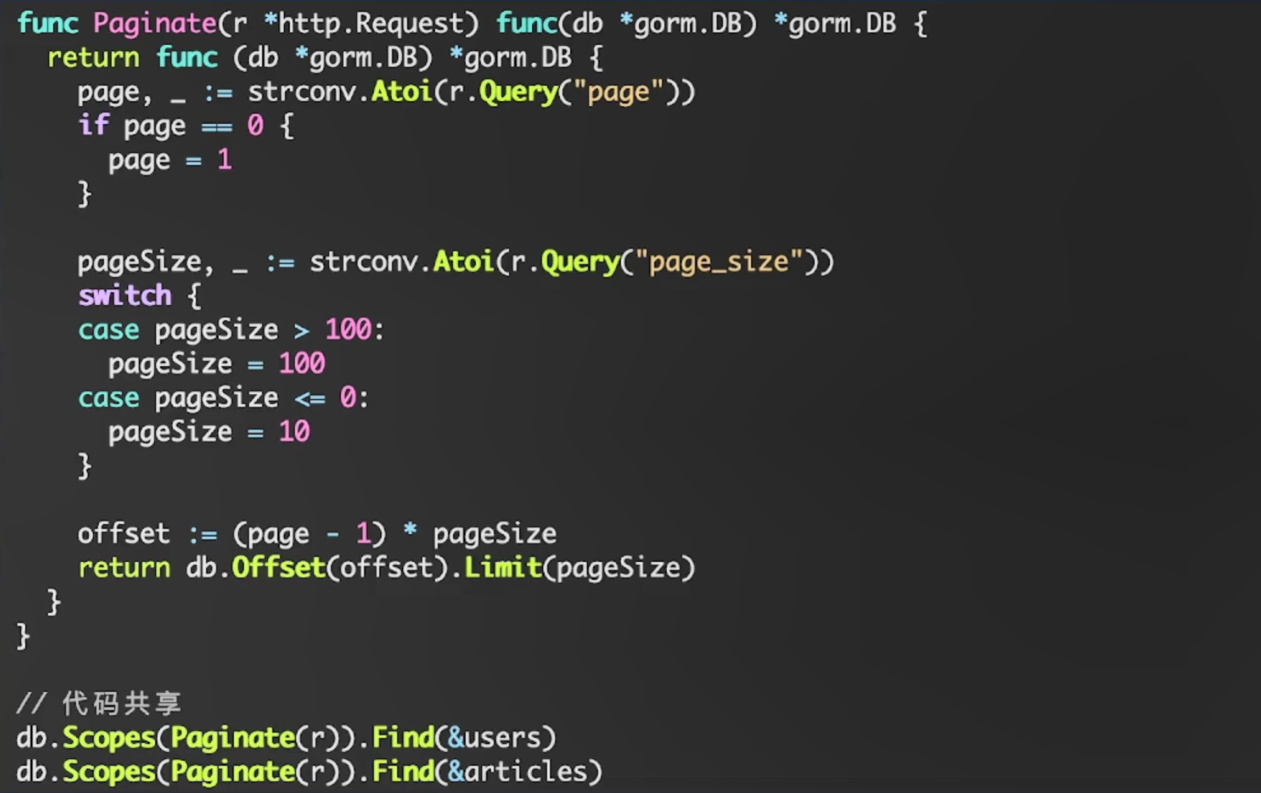 func Paginate(r *http.Request) func(db *gorm.DB) *gorm.DB {
  return func (db *gorm.DB) *gorm.DB {
    page, _ := strconv.Atoi(r.Query("page"))
    if page == 0 {
      page = 1
    }

    pageSize, _ := strconv.Atoi(r.Query("page_size"))
    switch {
    case pageSize > 100:
      pageSize = 100
    case pageSize <= 0:
      pageSize = 10
    }

    offset := (page - 1) * pageSize
    return db.Offset(offset).Limit(pageSize)
  }
}

// 代码共享
db.Scopes(Paginate(r)).Find(&users)
db.Scopes(Paginate(r)).Find(&articles)